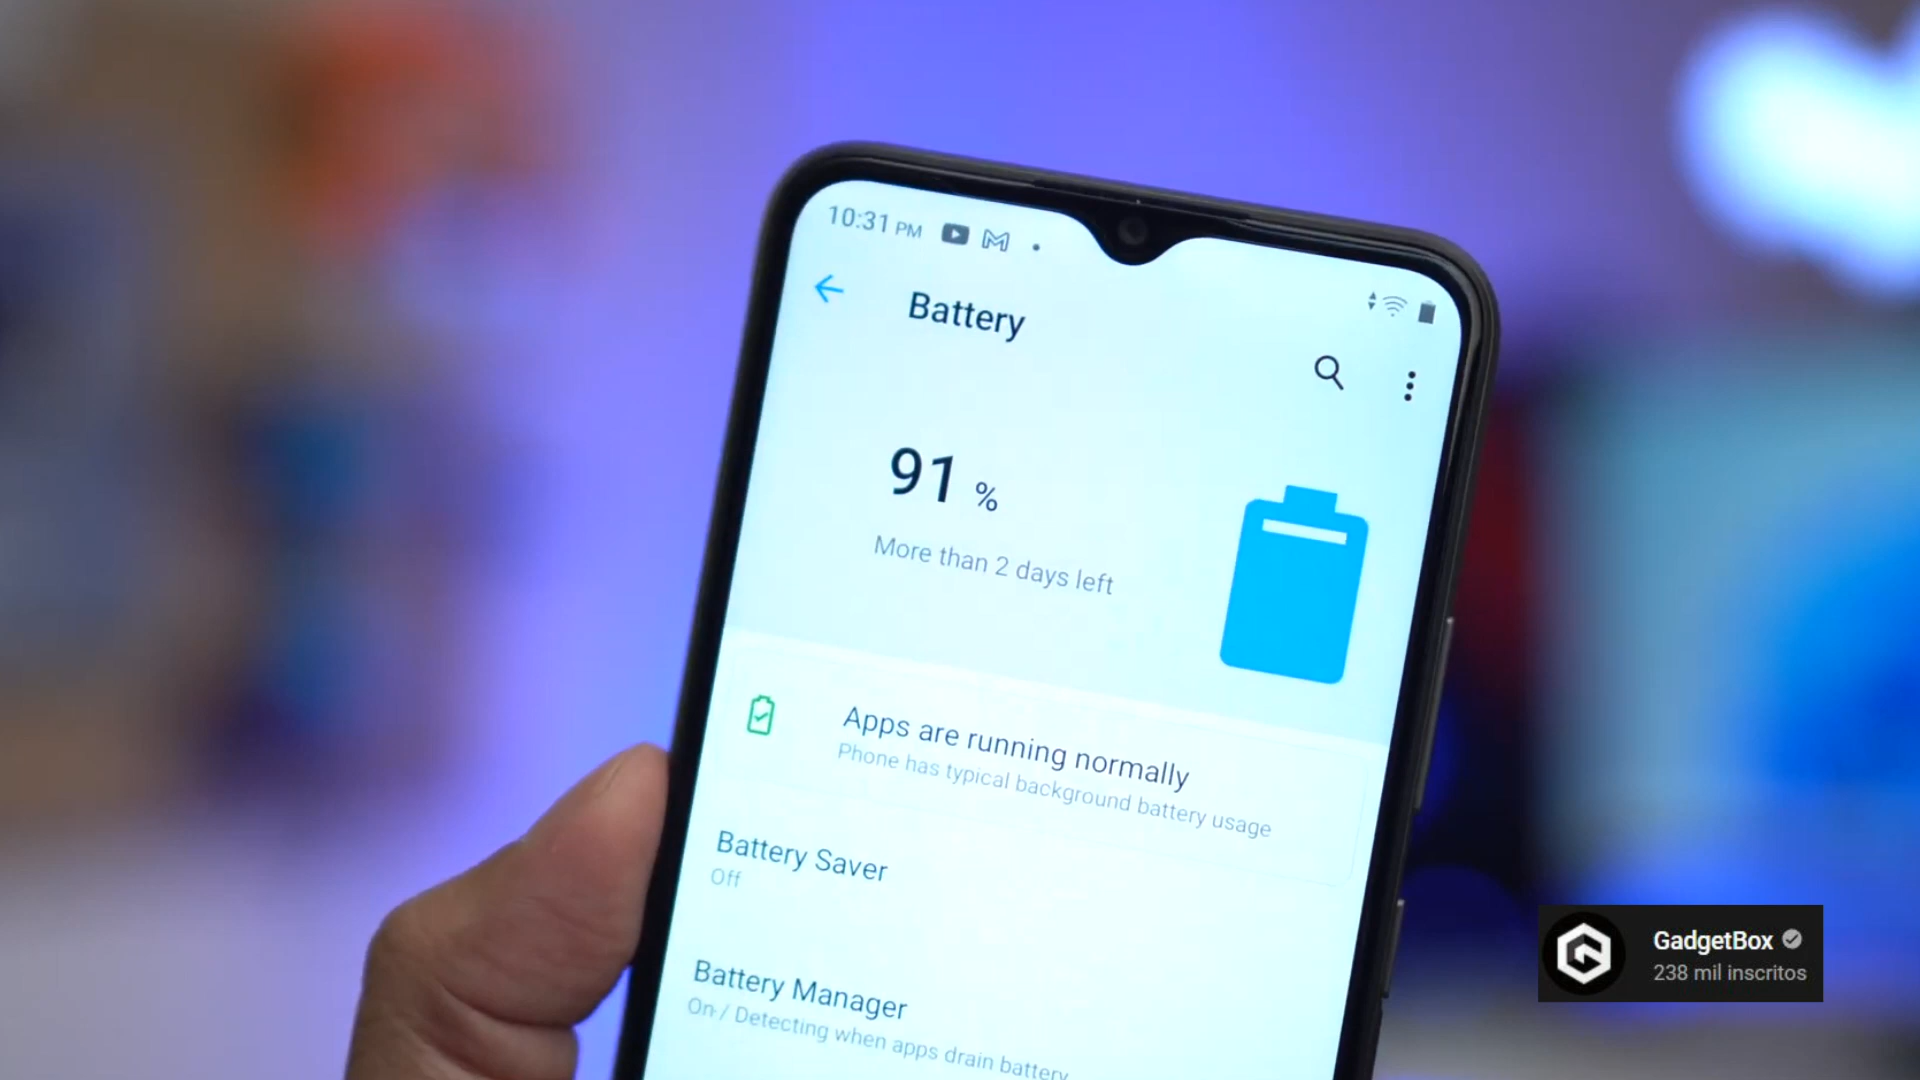 10:31 PM
Battery
91 %
More than 2 days left
Apps are running normally
Phone has typical background battery usage
Battery Saver
Off
Battery Manager
On / Detecting when apps drain battery
GadgetBox
238 mil inscritos